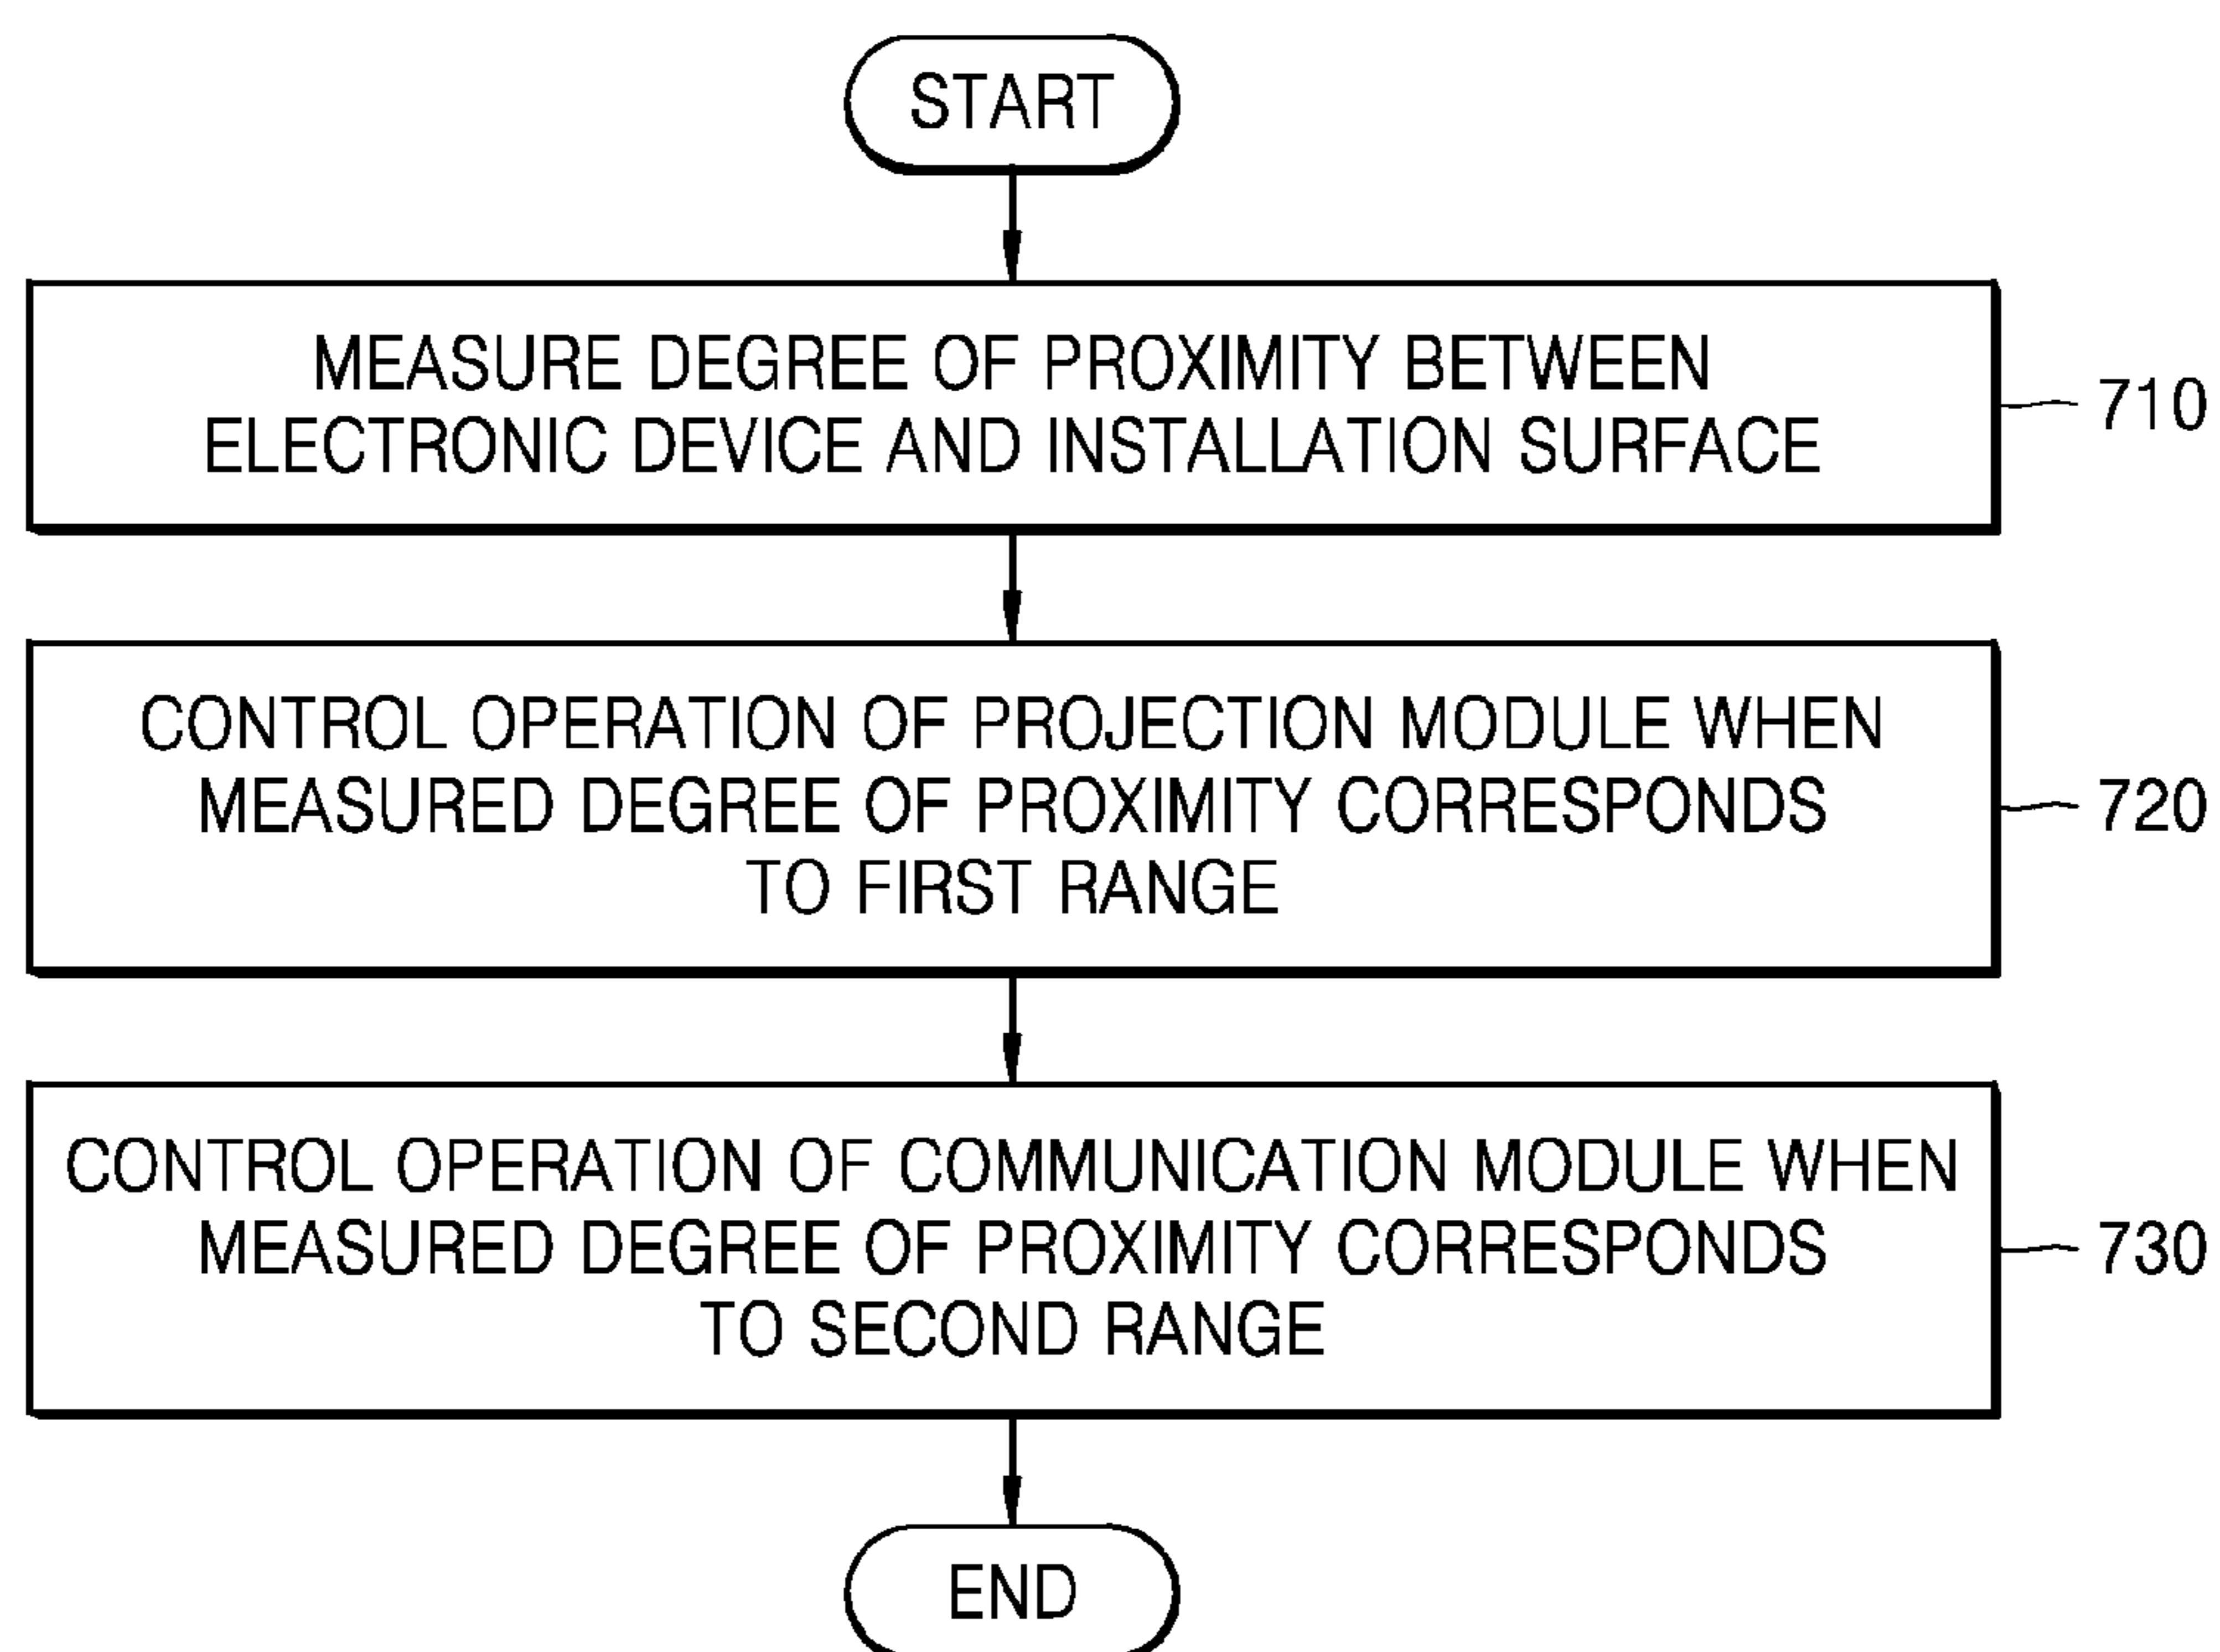 START
MEASURE DEGREE OF PROXIMITY BETWEEN
ELECTRONIC DEVICE AND INSTALLATION SURFACE
710
CONTROL OPERATION OF PROJECTION MODULE WHEN
MEASURED DEGREE OF PROXIMITY CORRESPONDS
TO FIRST RANGE
720
CONTROL OPERATION OF COMMUNICATION MODULE WHEN
MEASURED DEGREE OF PROXIMITY CORRESPONDS
TO SECOND RANGE
730
END